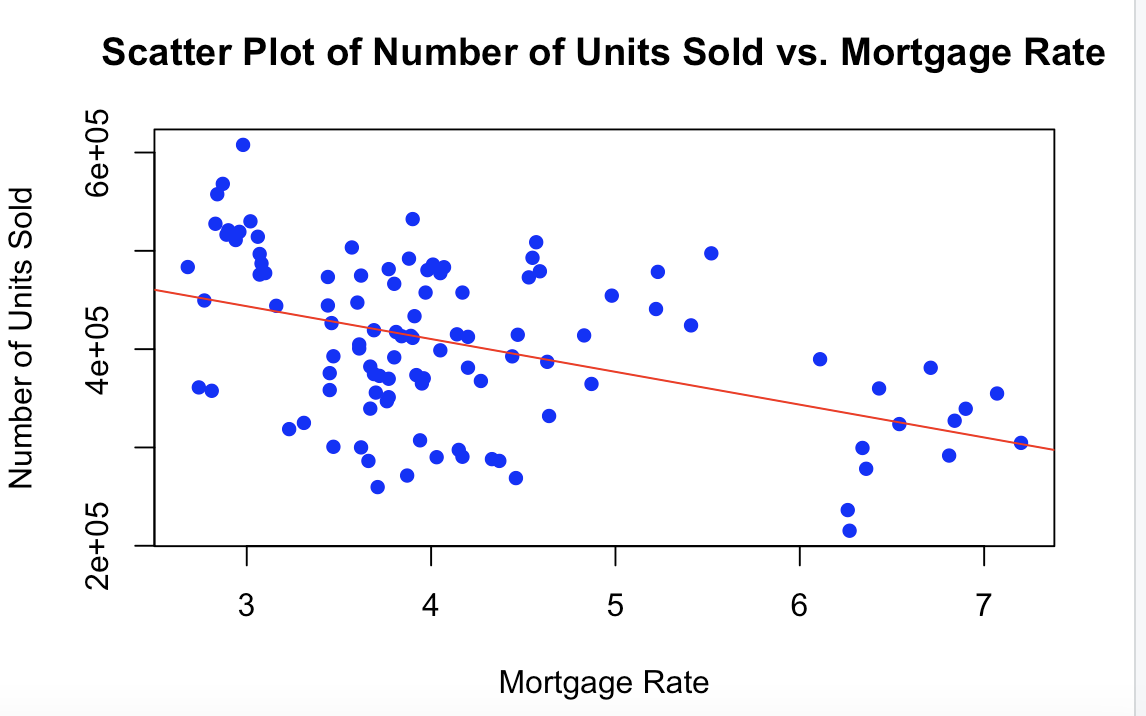 Scatter Plot of Number of Units Sold vs. Mortgage Rate
Number of Units Sold
6e+05
4e+05
2e+05
3 4 5 6 7
Mortgage Rate